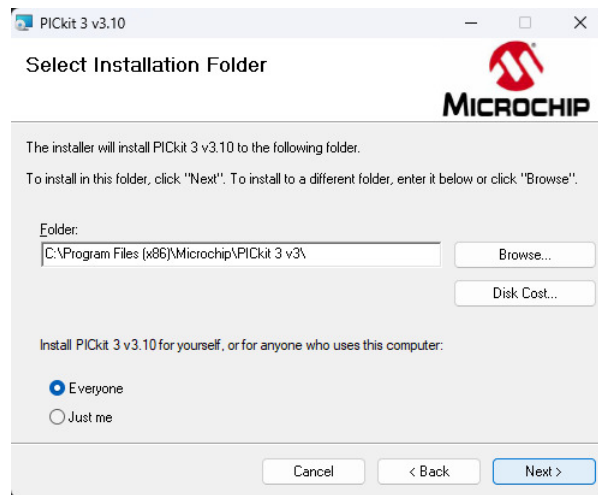 PICkit 3 v3.10
Select Installation Folder
MICROCHIP
The installer will install PICkit 3 v3.10 to the following folder.
To install in this folder, click "Next". To install to a different folder, enter it below or click "Browse".
Folder:
C:\Program Files (x86)\Microchip\PICkit 3 v3\
Browse...
Disk Cost...
Install PICkit 3 v3.10 for yourself, or for anyone who uses this computer:
Everyone
Just me
Cancel < Back Next >